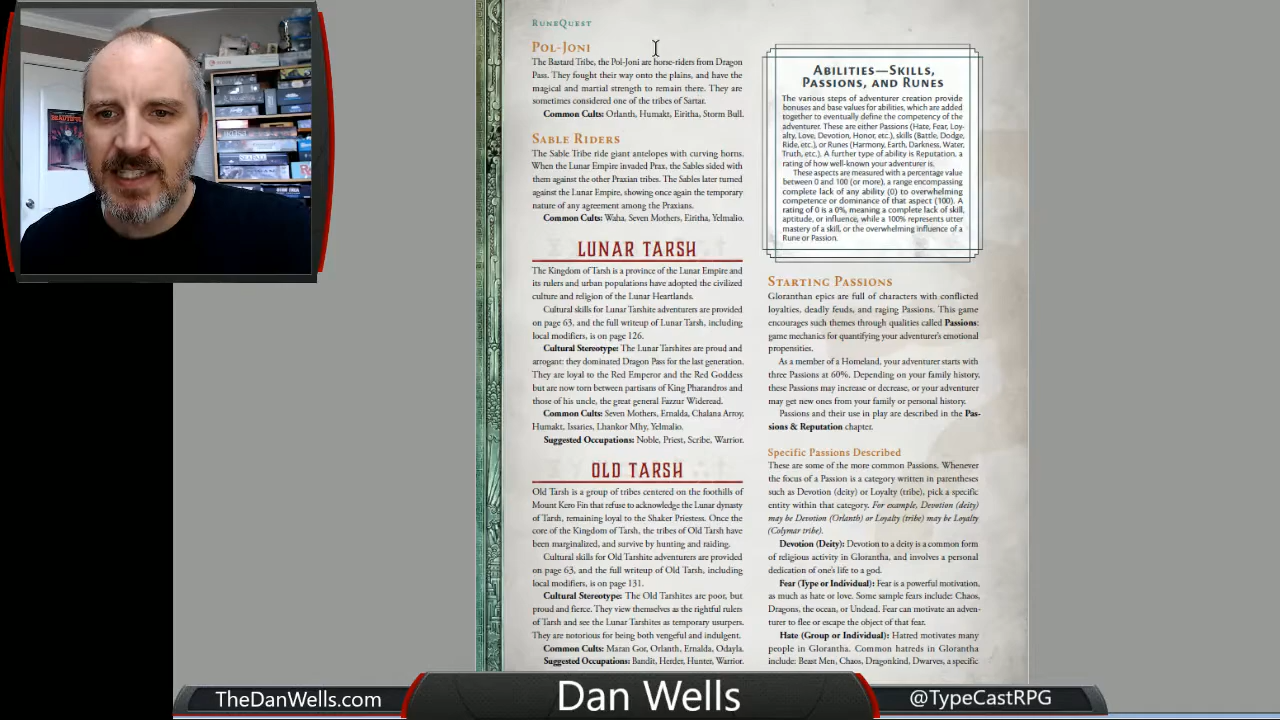 RuneQuest
Pol-Joni
The Bastard Tribe, the Pol-Joni are horse-riders from Dragon
Pass. They fought their way onto the plains, and have the
magical and martial strength to remain there. They are
sometimes considered one of the tribes of Sartar.
Common Cults: Orlanth, Humakt, Eiritha, Storm Bull.
Sable Riders
The Sable Tribe ride giant antelopes with curving horns.
When the Lunar Empire invaded Prax, the Sables sided with
them against the other Praxian tribes. The Sables later turned
against the Lunar Empire, showing once again the temporary
nature of any agreement among the Praxians.
Common Cults: Waha, Seven Mothers, Eiritha, Yelmalio.
LUNAR TARSH
The Kingdom of Tarsh is a province of the Lunar Empire and
its rulers and urban populations have adopted the civilized
culture and religion of the Lunar Heartlands.
Cultural skills for Lunar Tarshite adventurers are provided
on page 63, and the full writeup of Lunar Tarsh, including
local modifiers, is on page 126.
Cultural Stereotype: The Lunar Tarshites are proud and
arrogant: they dominated Dragon Pass for the last generation.
They are loyal to the Red Emperor and the Red Goddess
but are now torn between partisans of King Pharandros and
those of his uncle, the great general Fazzur Wideread.
Common Cults: Seven Mothers, Ernalda, Chalana Arroy,
Humakt, Issaries, Lhankor Mhy, Yelmalio.
Suggested Occupations: Noble, Priest, Scribe, Warrior.
OLD TARSH
Old Tarsh is a group of tribes centered on the foothills of
Mount Kero Fin that refuse to acknowledge the Lunar dynasty
of Tarsh, remaining loyal to the Shaker Priestess. Once the
core of the Kingdom of Tarsh, the tribes of Old Tarsh have
been marginalized, and survive by hunting and raiding.
Cultural skills for Old Tarshite adventurers are provided
on page 63, and the full writeup of Old Tarsh, including
local modifiers, is on page 131.
Cultural Stereotype: The Old Tarshites are poor, but
proud and fierce. They view themselves as the rightful rulers
of Tarsh and see the Lunar Tarshites as temporary usurpers.
They are notorious for being both vengeful and indulgent.
Common Cults: Maran Gor, Orlanth, Ernalda, Odayla.
Suggested Occupations: Bandit, Herder, Hunter, Warrior.
Abilities—Skills,
Passions, and Runes
The various steps of adventurer creation provide
bonuses and base values for abilities, which are added
together to eventually define the competency of the
adventurer. These are either Passions (Hate, Fear, Loy-
alty, Love, Devotion, Honor, etc.), skills (Battle, Dodge,
Ride, etc.), or Runes (Harmony, Earth, Darkness, Water,
Truth, etc.). A further type of ability is Reputation, a
rating of how well-known your adventurer is.
These aspects are measured with a percentage value
between 0 and 100 (or more), a range encompassing
complete lack of any ability (0) to overwhelming
competence or dominance of that aspect (100). A
rating of 0 is a 0%, meaning a complete lack of skill,
aptitude, or influence, while a 100% represents utter
mastery of a skill, or the overwhelming influence of a
Rune or Passion.
Starting Passions
Gloranthan epics are full of characters with conflicted
loyalties, deadly feuds, and raging Passions. This game
encourages such themes through qualities called Passions:
game mechanics for quantifying your adventurer's emotional
propensities.
As a member of a Homeland, your adventurer starts with
three Passions at 60%. Depending on your family history,
these Passions may increase or decrease, or your adventurer
may get new ones from your family or personal history.
Passions and their use in play are described in the Pas-
sions & Reputation chapter.
Specific Passions Described
These are some of the more common Passions. Whenever
the focus of a Passion is a category written in parentheses
such as Devotion (deity) or Loyalty (tribe), pick a specific
entity within that category. For example, Devotion (deity)
may be Devotion (Orlanth) or Loyalty (tribe) may be Loyalty
(Colymar tribe).
Devotion (Deity): Devotion to a deity is a common form
of religious activity in Glorantha, and involves a personal
dedication of one's life to a god.
Fear (Type or Individual): Fear is a powerful motivation,
as much as hate or love. Some sample fears include: Chaos,
Dragons, the ocean, or Undead. Fear can motivate an adven-
turer to flee or escape the object of that fear.
Hate (Group or Individual): Hatred motivates many
people in Glorantha. Common hatreds in Glorantha
include: Beast Men, Chaos, Dragonkind, Dwarves, a specific
TheDanWells.com
Dan Wells
@TypeCastRPG